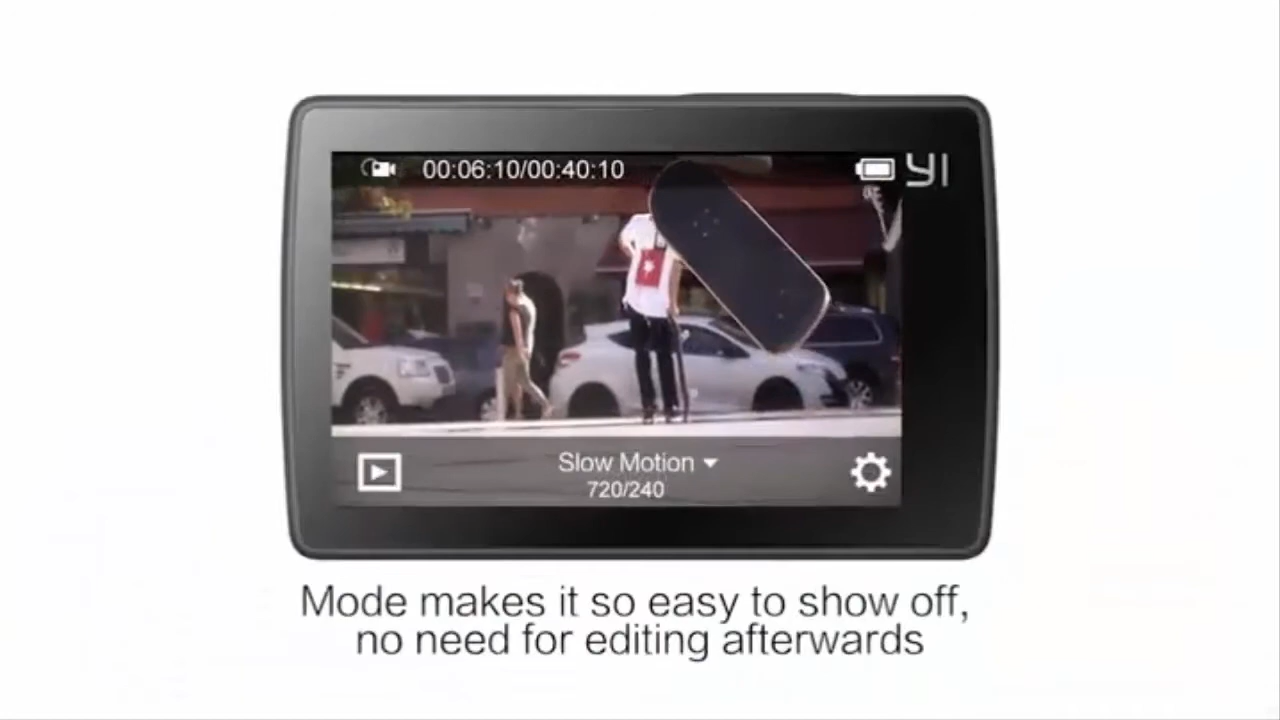 00:06:10/00:40:10
YI
Slow Motion
720/240
Mode makes it so easy to show off,
no need for editing afterwards